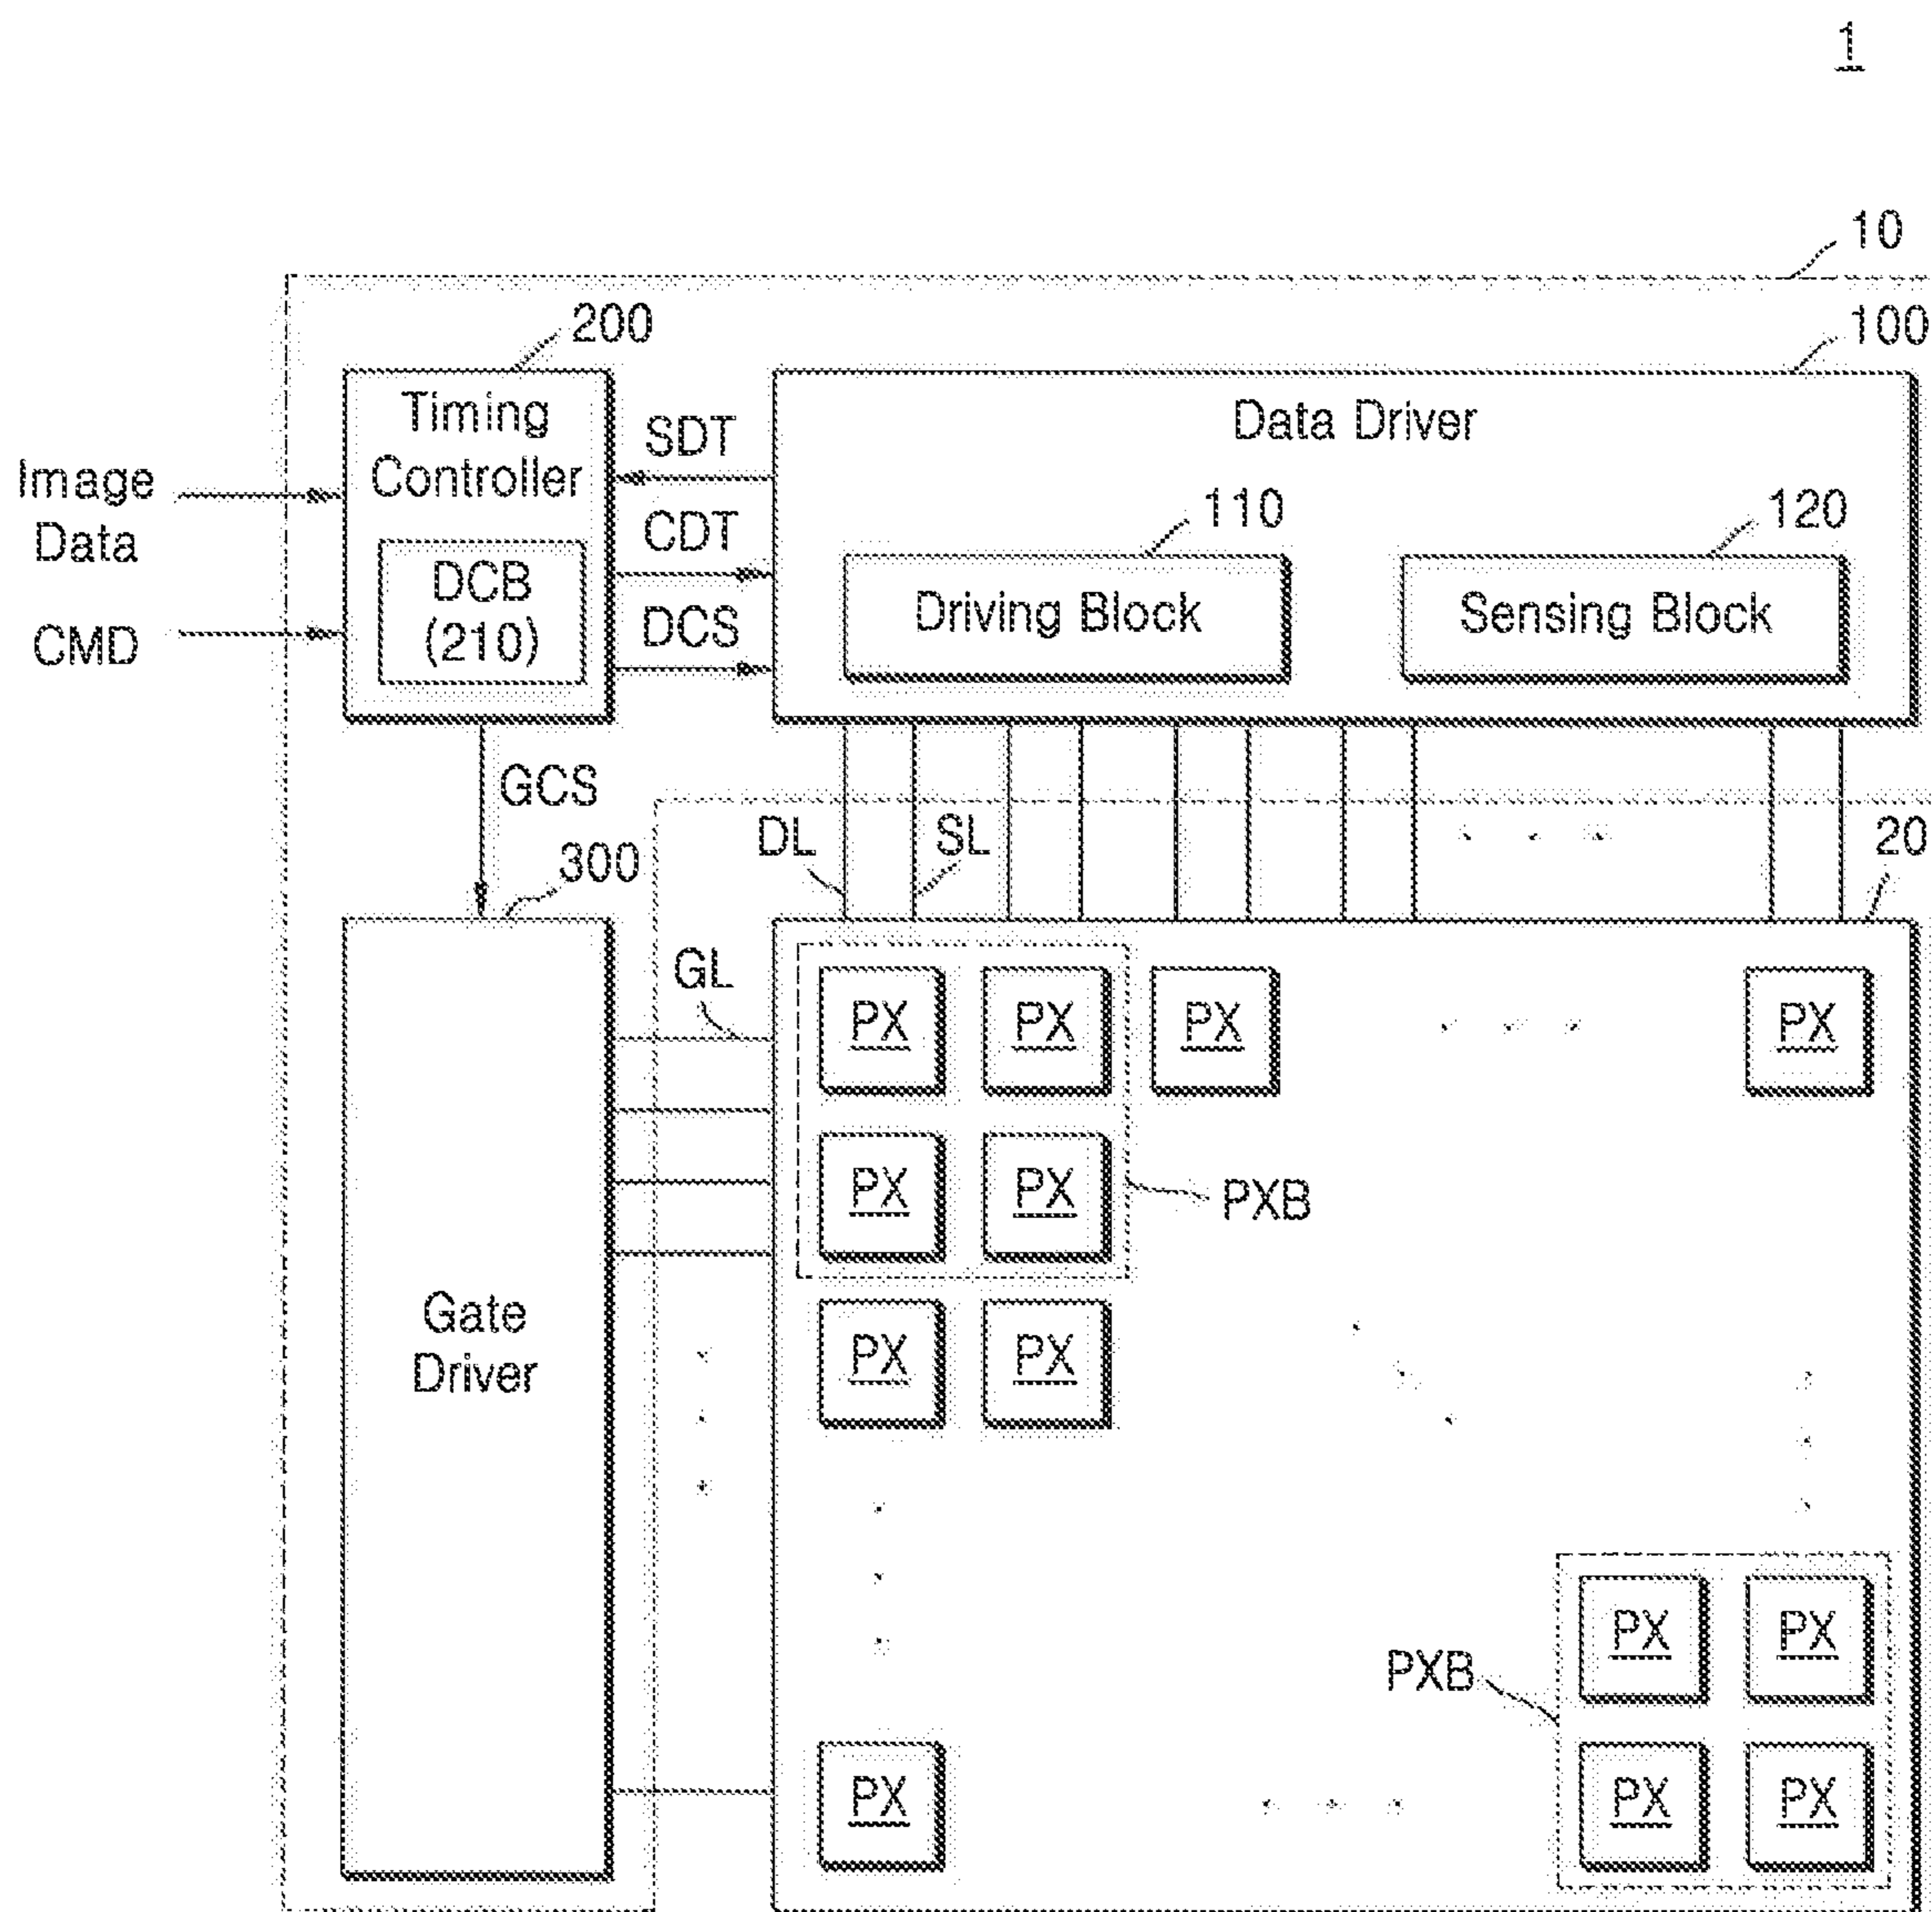 1
10
200
100
Timing
Controller
SDT
Data Driver
Image
Data
CDT
110
120
DCB
(210)
DCS
Driving Block
Sensing Block
CMD
GCS
DL
SL
20
300
GL
PX
PX
PX
PX
PX
PX
PXB
Gate
Driver
PX
PX
PX
PX
PXB
PX
PX
PX